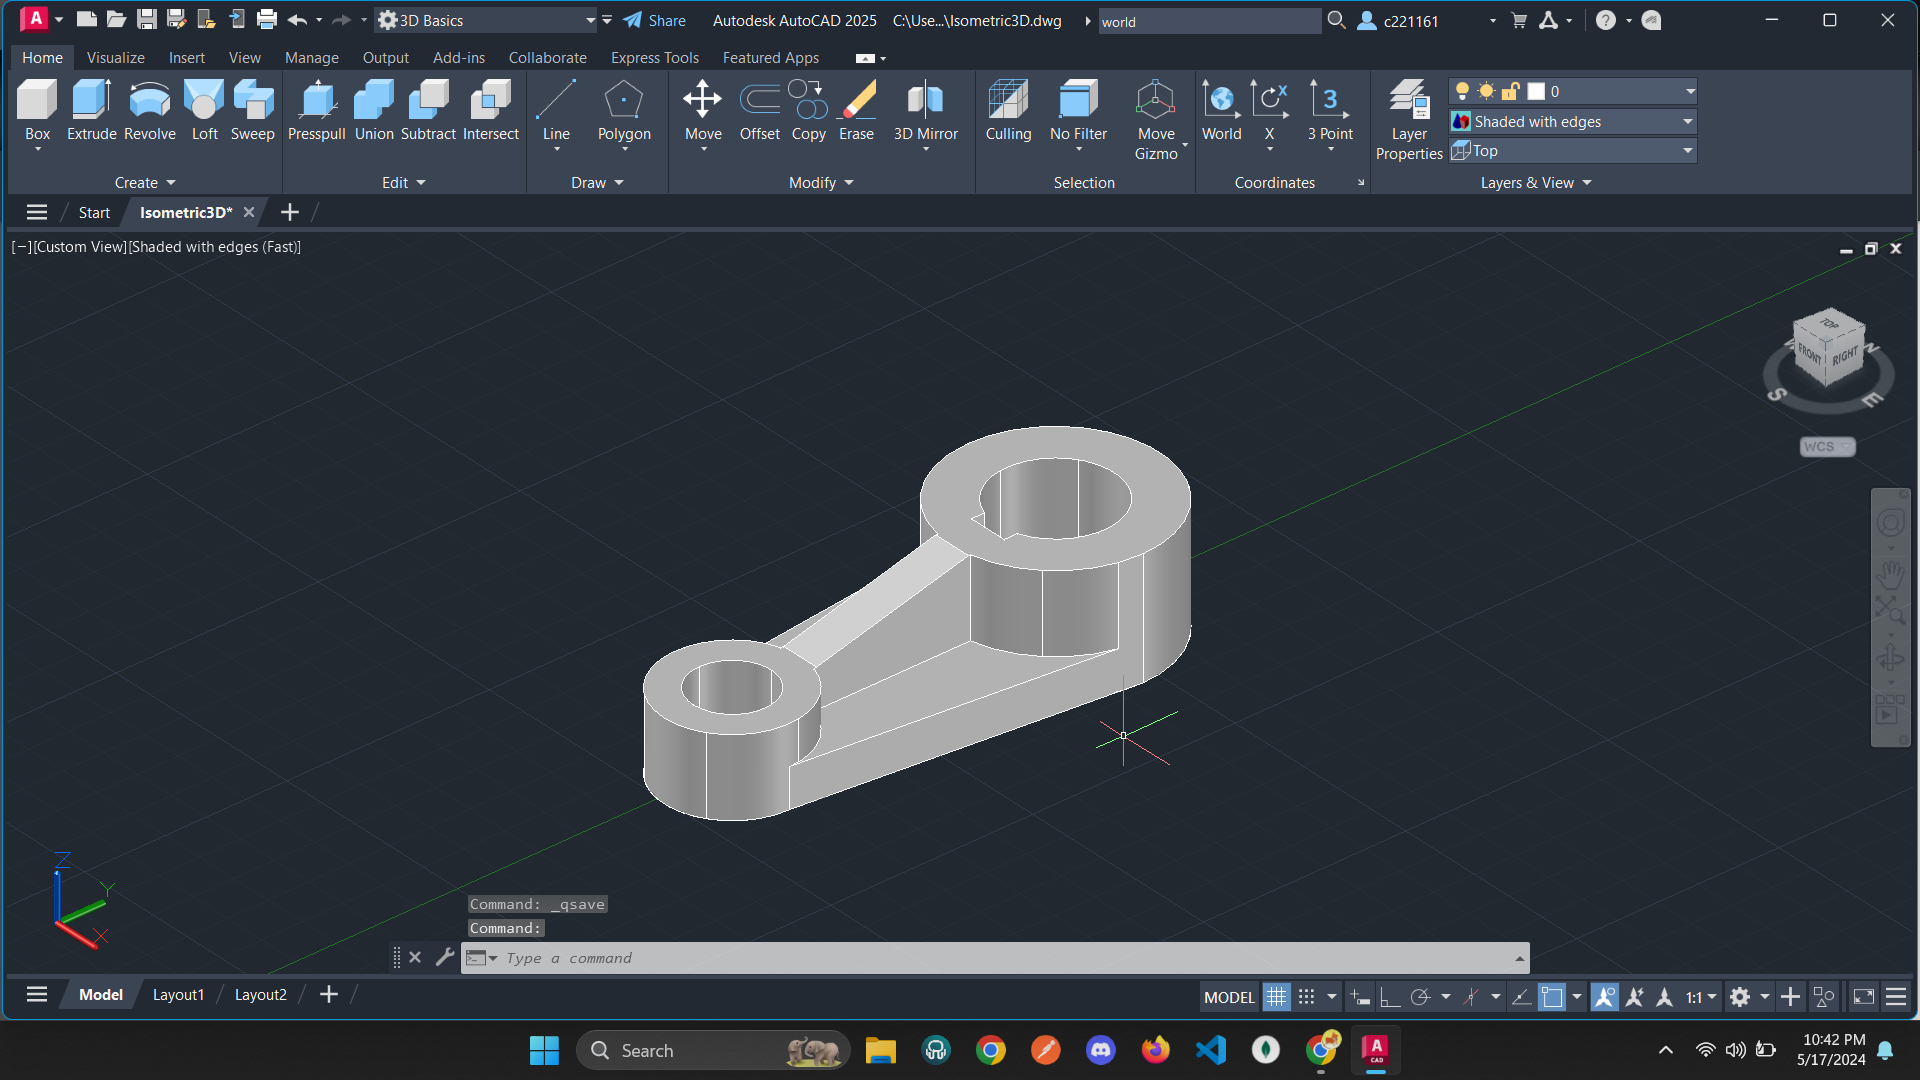 A 3D Basics Share Autodesk AutoCAD 2025 C:\Use...\Isometric3D.dwg world c221161
Home Visualize Insert View Manage Output Add-ins Collaborate Express Tools Featured Apps
Box Extrude Revolve Loft Sweep Presspull Union Subtract Intersect Line Polygon Move Offset Copy Erase 3D Mirror Culling No Filter Move Gizmo World X 3 Point Layer Properties
0
Shaded with edges
Top
Create Edit Draw Modify Selection Coordinates Layers & View
Start Isometric3D*
[−][Custom View][Shaded with edges (Fast)]
TOP
FRONT RIGHT
S E
WCS
Z
Y
X
Command: _qsave
Command:
Type a command
Model Layout1 Layout2 MODEL 1:1
Search
A
CAD
10:42 PM
5/17/2024